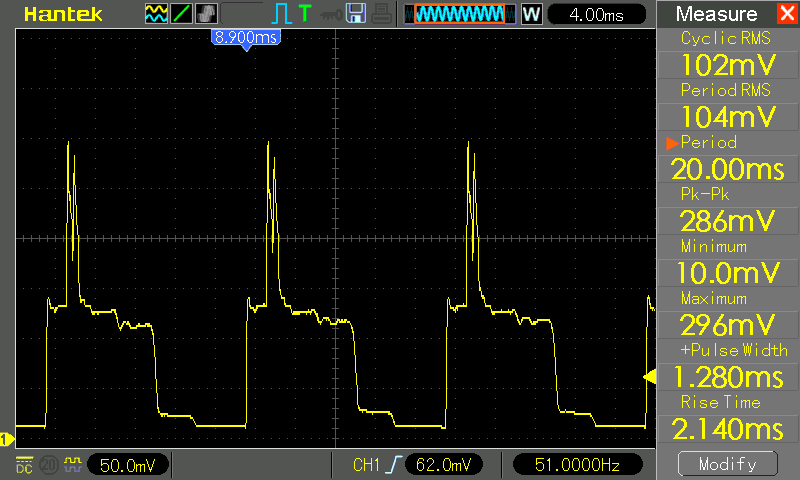 Hantek T W 4.00ms Measure X
8.900ms
Cyclic RMS
102mV
Period RMS
104mV
Period
20.00ms
Pk-Pk
286mV
Minimum
10.0mV
Maximum
296mV
+Pulse Width
1.280ms
Rise Time
2.140ms
1
DC 20 50.0mV CH1 62.0mV 51.0000Hz Modify